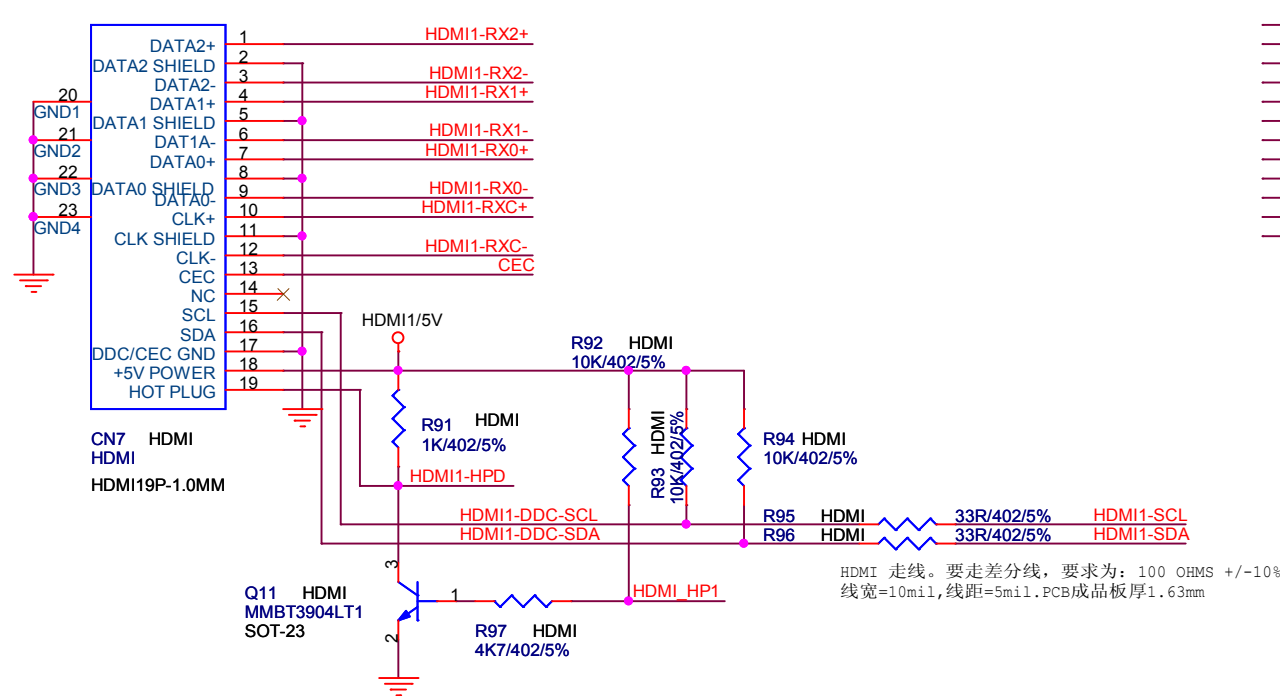 1
HDMI1-RX2+
DATA2+
2
DATA2 SHIELD
3
HDMI1-RX2-
DATA2-
20
4
HDMI1-RX1+
DATA1+
GND1
5
DATA1 SHIELD
21
6
HDMI1-RX1-
DAT1A-
GND2
7
HDMI1-RX0+
DATA0+
22
8
GND3
DATA0 SHIELD
9
HDMI1-RX0-
DATA0-
23
10
HDMI1-RXC+
CLK+
GND4
11
CLK SHIELD
12
HDMI1-RXC-
CLK-
13
CEC
CEC
14
NC
15
SCL
HDMI1/5V
16
SDA
17
DDC/CEC GND
R92 HDMI
10K/402/5%
18
+5V POWER
19
HOT PLUG
CN7 HDMI
HDMI
HDMI19P-1.0MM
R91 HDMI
1K/402/5%
R93 HDMI
10K/402/5%
R94 HDMI
10K/402/5%
HDMI1-HPD
HDMI1-DDC-SCL
R95 HDMI 33R/402/5%
HDMI1-SCL
HDMI1-DDC-SDA
R96 HDMI 33R/402/5%
HDMI1-SDA
HDMI 走线。要走差分线，要求为: 100 OHMS +/-10%
线宽=10mil,线距=5mil.PCB成品板厚1.63mm
3
Q11 HDMI
MMBT3904LT1
SOT-23
1
HDMI_HP1
2
R97 HDMI
4K7/402/5%